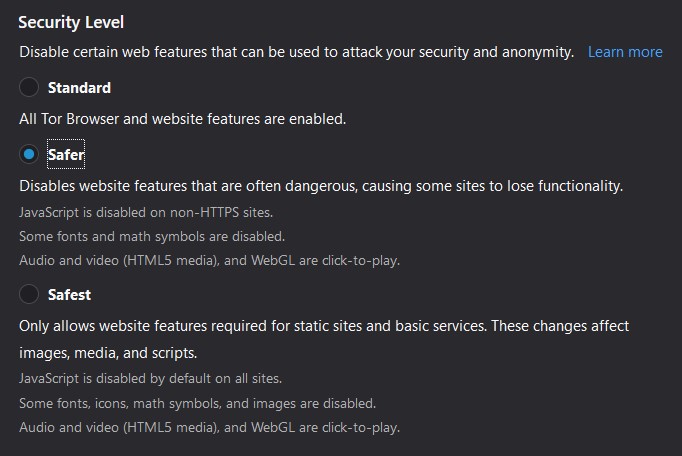 Security Level
Disable certain web features that can be used to attack your security and anonymity. Learn more
Standard
All Tor Browser and website features are enabled.
Safer
Disables website features that are often dangerous, causing some sites to lose functionality.
JavaScript is disabled on non-HTTPS sites.
Some fonts and math symbols are disabled.
Audio and video (HTML5 media), and WebGL are click-to-play.
Safest
Only allows website features required for static sites and basic services. These changes affect
images, media, and scripts.
JavaScript is disabled by default on all sites.
Some fonts, icons, math symbols, and images are disabled.
Audio and video (HTML5 media), and WebGL are click-to-play.